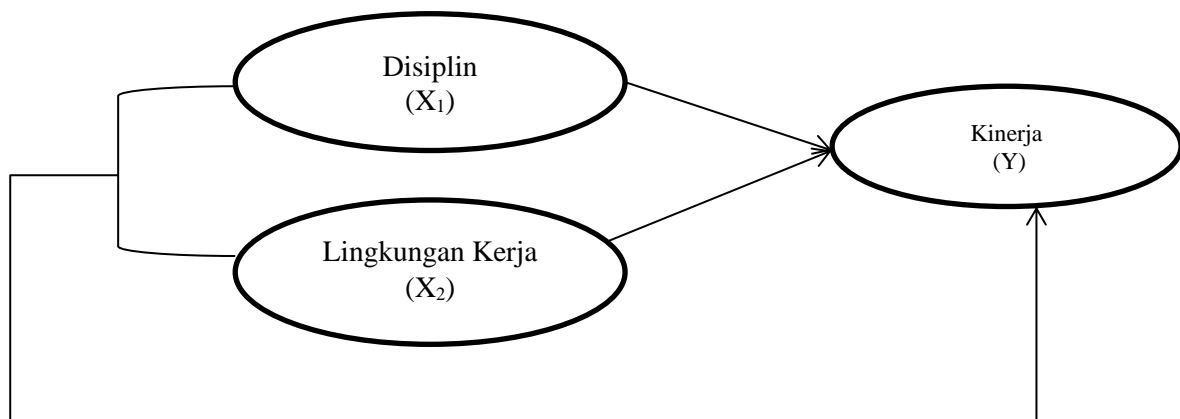 Disiplin
(X₁)
Kinerja
(Y)
Lingkungan Kerja
(X₂)